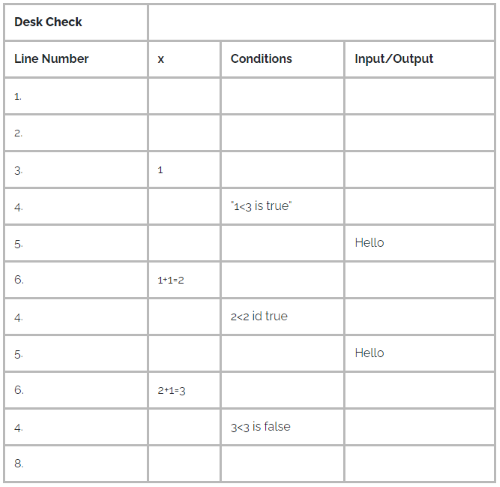 Desk Check
Line Number x Conditions Input/Output
1.
2.
3. 1
4. "1<3 is true"
5. Hello
6. 1+1=2
4. 2<2 id true
5. Hello
6. 2+1=3
4. 3<3 is false
8.